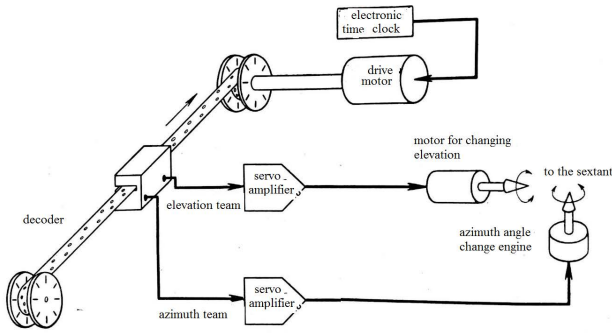 electronic
time clock
drive
motor
motor for changing
elevation
to the sextant
servo
amplifier
elevation team
decoder
azimuth angle
change engine
servo
amplifier
azimuth team